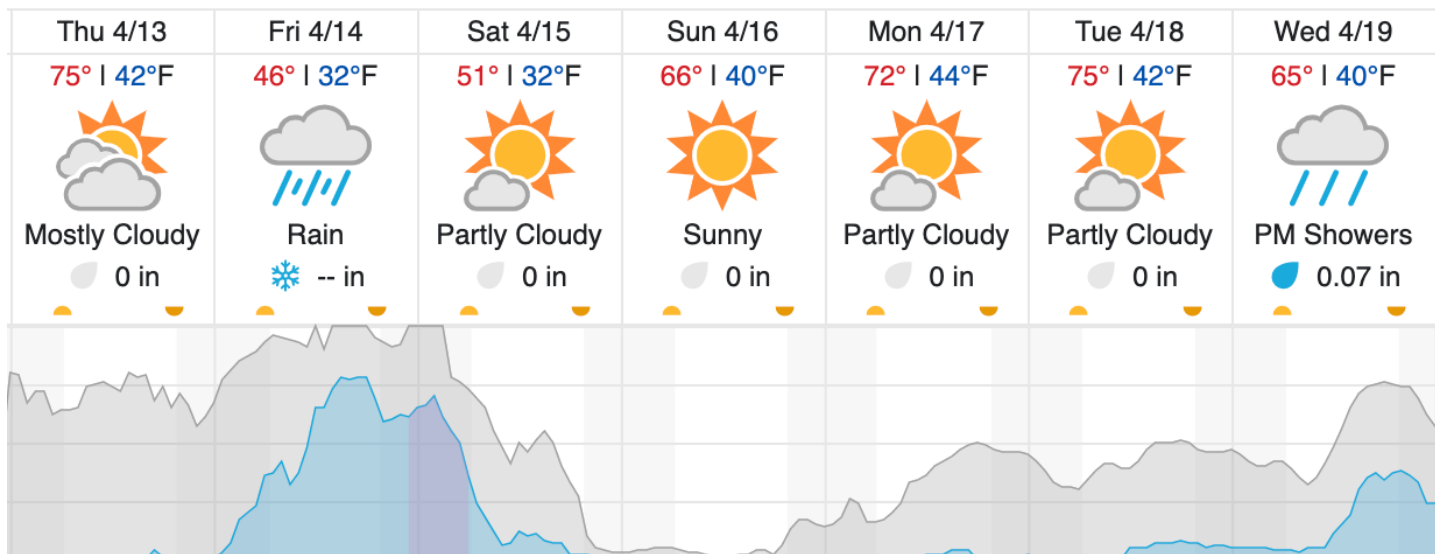 Thu 4/13 Fri 4/14 Sat 4/15 Sun 4/16 Mon 4/17 Tue 4/18 Wed 4/19
75° | 42°F 46° | 32°F 51° | 32°F 66° | 40°F 72° | 44°F 75° | 42°F 65° | 40°F
Mostly Cloudy Rain Partly Cloudy Sunny Partly Cloudy Partly Cloudy PM Showers
0 in -- in 0 in 0 in 0 in 0 in 0.07 in